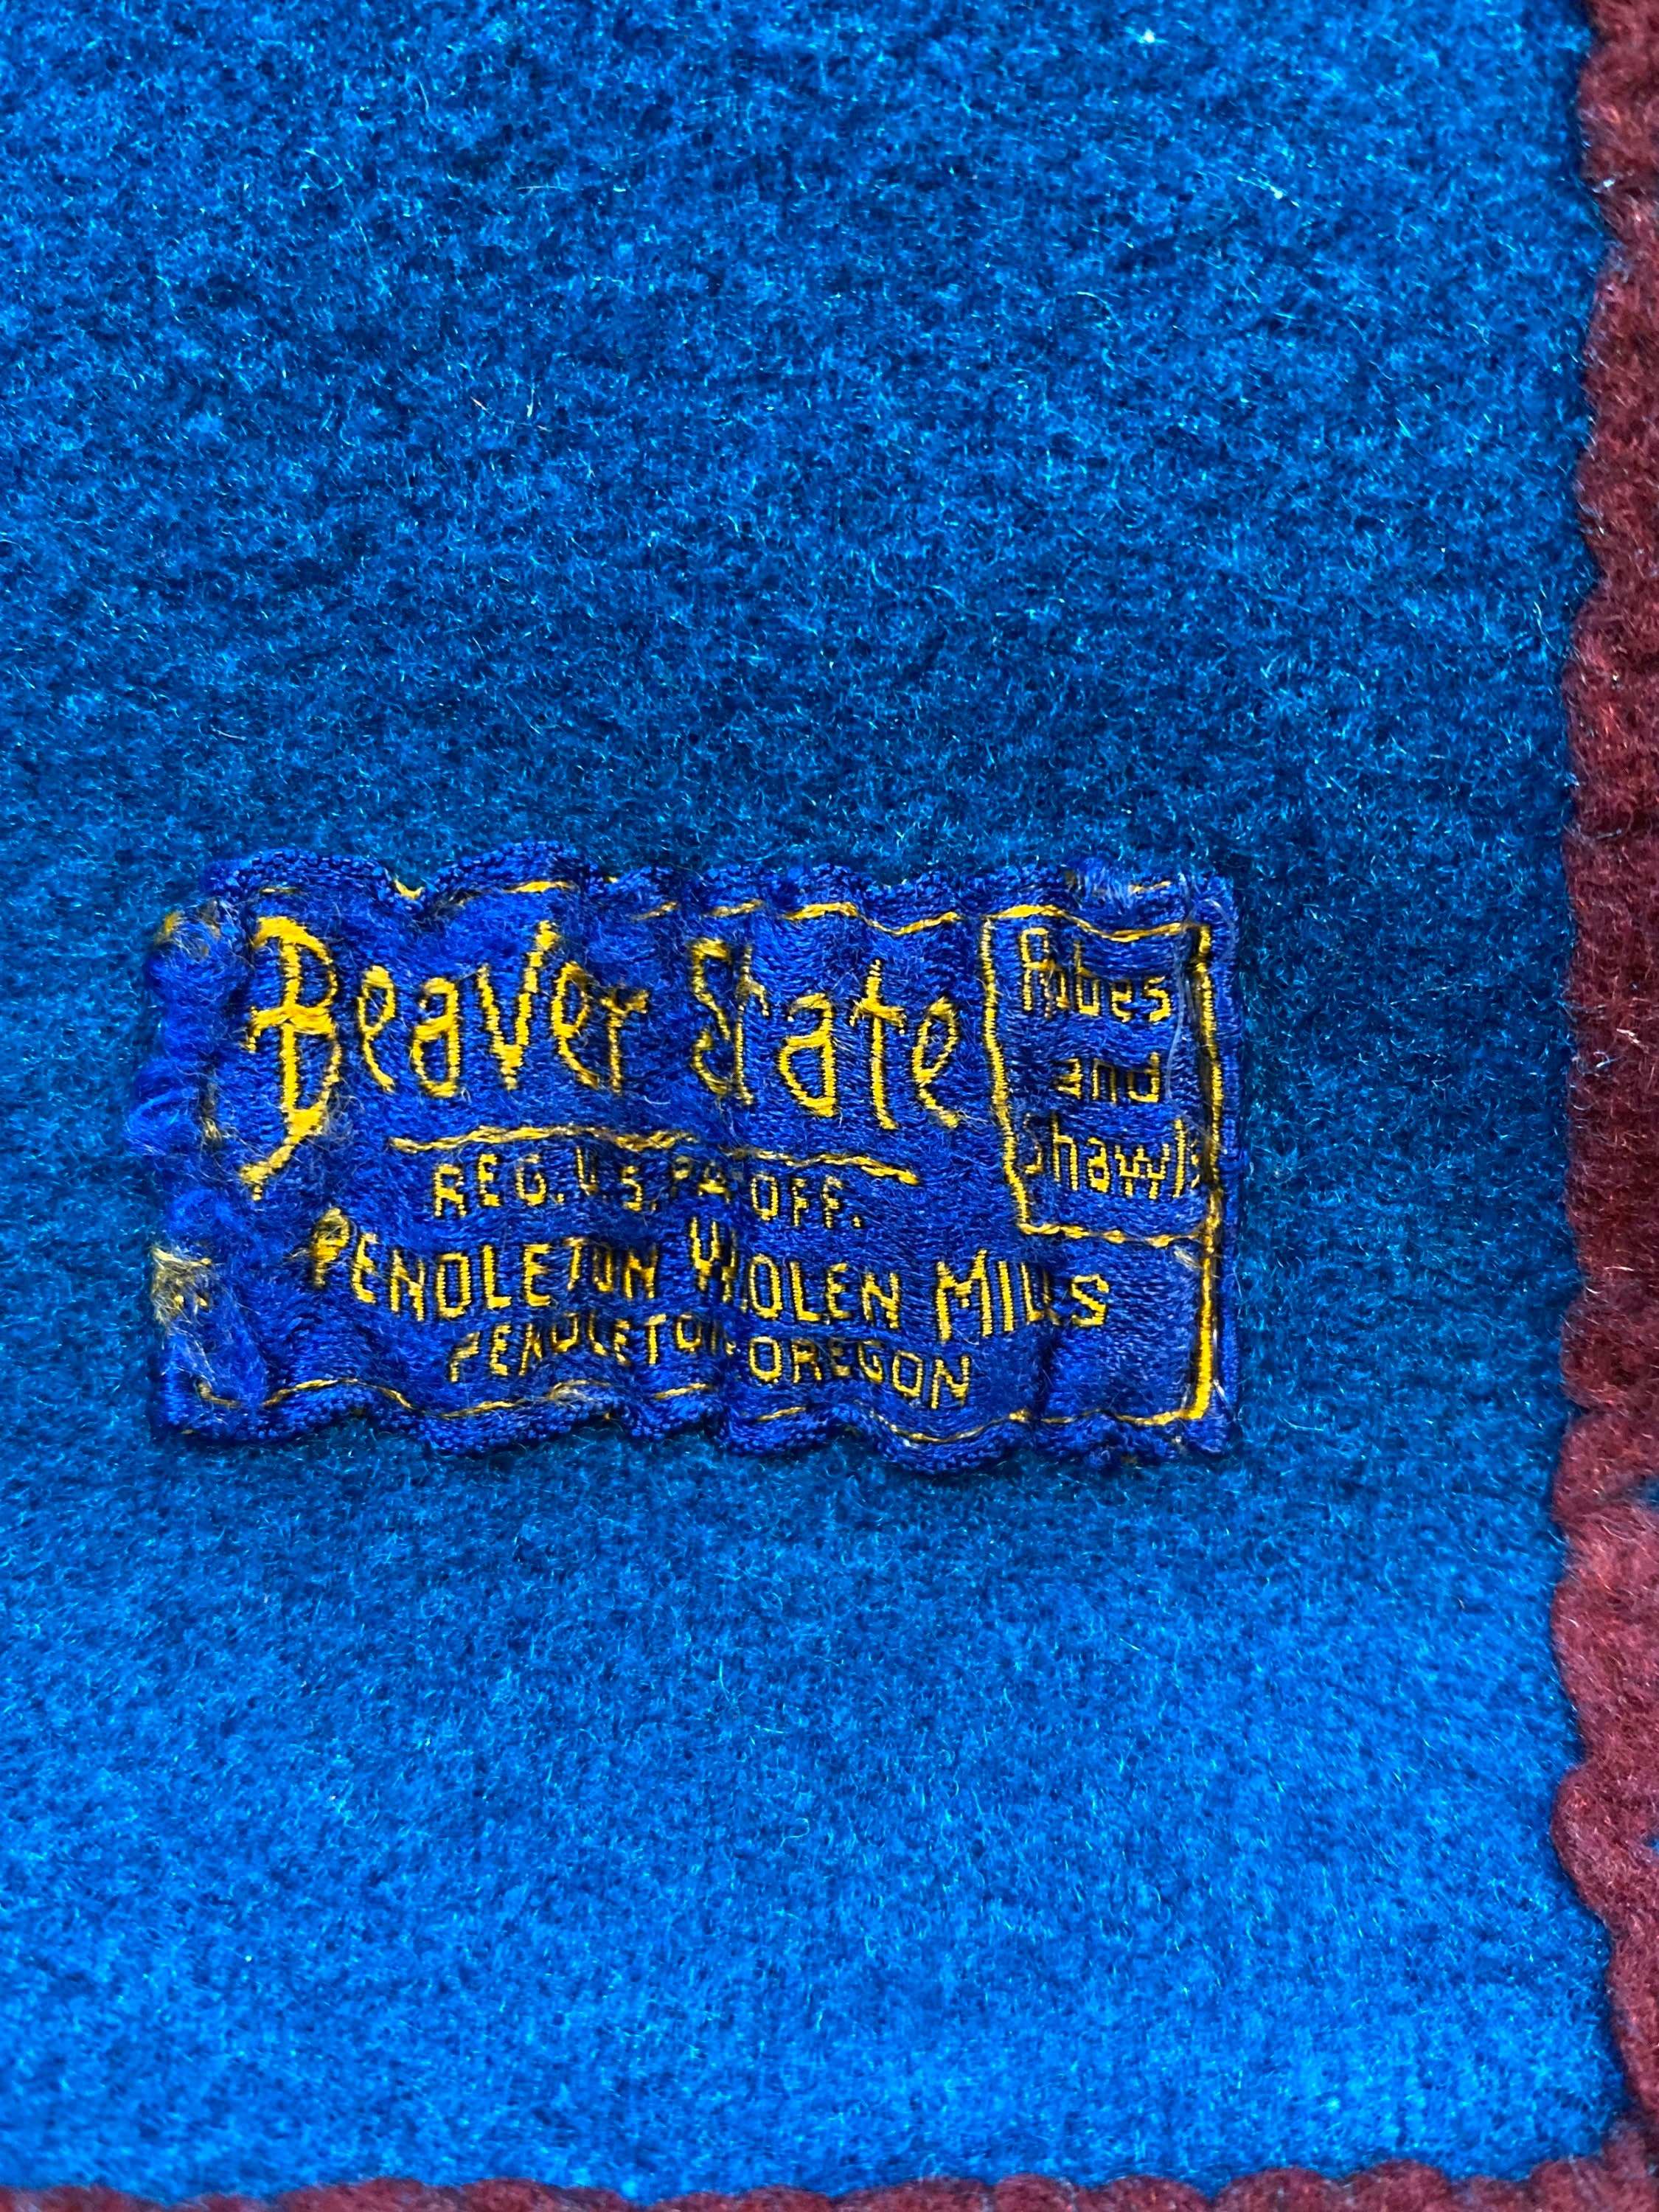 Beaver State
Robes
and
Shawls
REG. U.S. PAT. OFF.
PENDLETON WOOLEN MILLS
PENDLETON, OREGON